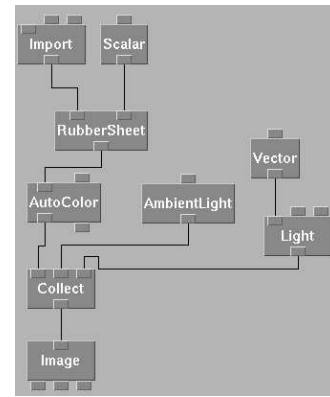 Import
Scalar
RubberSheet
Vector
AutoColor
AmbientLight
Light
Collect
Image